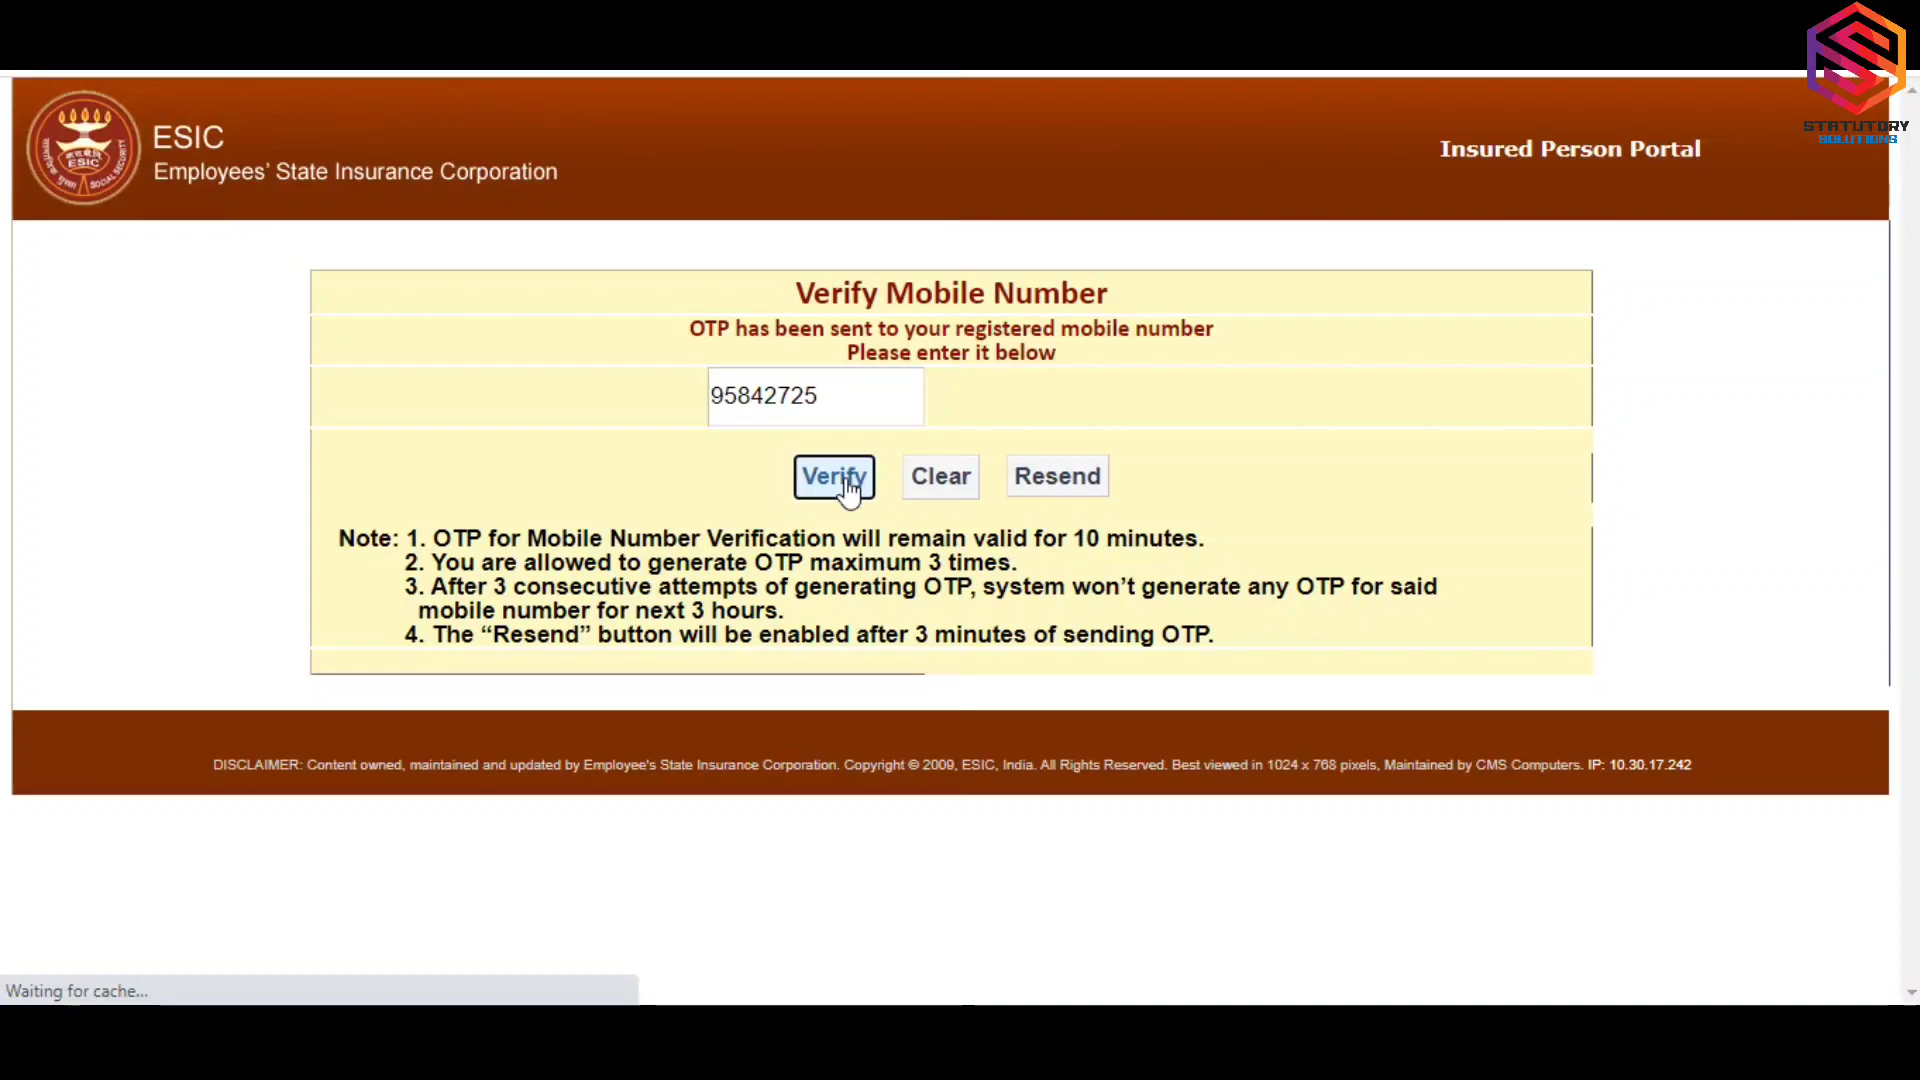 STATUTORY
SOLUTIONS
ESIC
Employees' State Insurance Corporation
Insured Person Portal
ESIC
SOCIAL SECURITY
Verify Mobile Number
OTP has been sent to your registered mobile number
Please enter it below
95842725
Verify
Clear
Resend
Note: 1. OTP for Mobile Number Verification will remain valid for 10 minutes.
2. You are allowed to generate OTP maximum 3 times.
3. After 3 consecutive attempts of generating OTP, system won't generate any OTP for said
mobile number for next 3 hours.
4. The “Resend” button will be enabled after 3 minutes of sending OTP.
DISCLAIMER: Content owned, maintained and updated by Employee's State Insurance Corporation. Copyright © 2009, ESIC, India. All Rights Reserved. Best viewed in 1024 x 768 pixels, Maintained by CMS Computers. IP: 10.30.17.242
Waiting for cache...